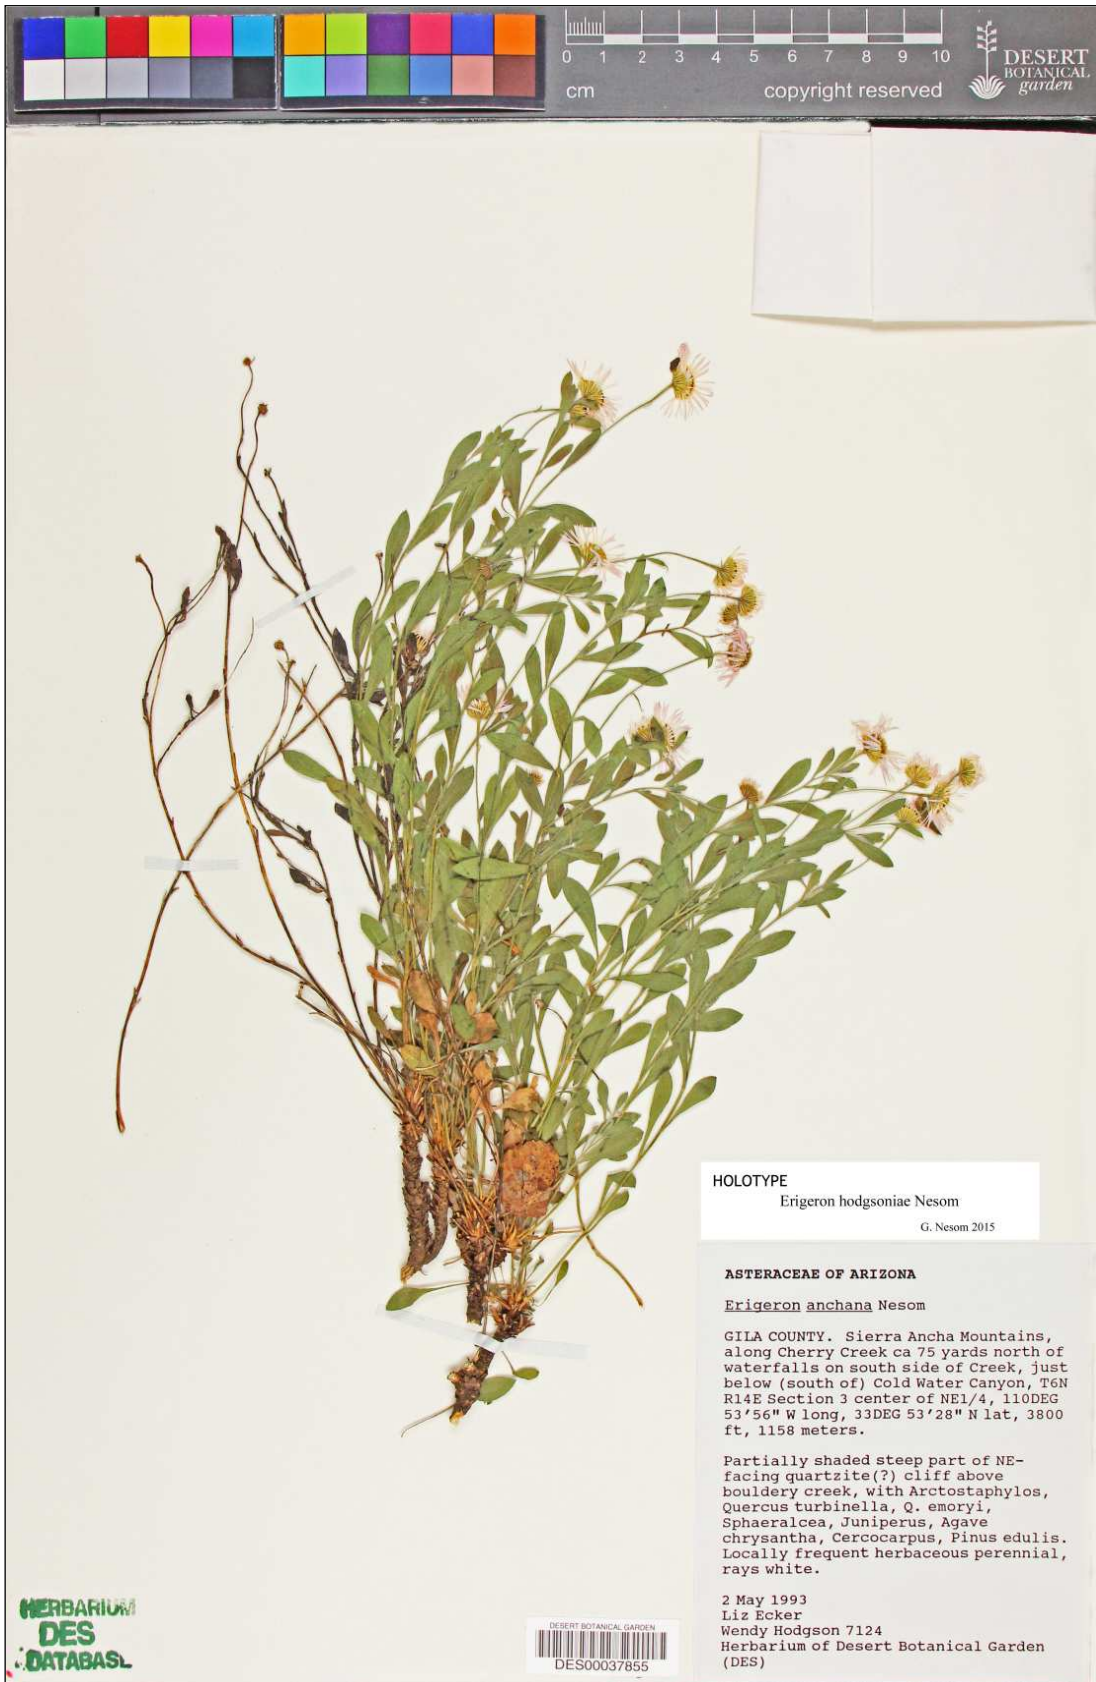 0 1 2 3 4 5 6 7 8 9 10
cm
copyright reserved
DESERT
BOTANICAL
garden
HOLOTYPE
Erigeron hodgsoniae Nesom
G. Nesom 2015
ASTERACEAE OF ARIZONA
Erigeron anchana Nesom
GILA COUNTY. Sierra Ancha Mountains,
along Cherry Creek ca 75 yards north of
waterfalls on south side of Creek, just
below (south of) Cold Water Canyon, T6N
R14E Section 3 center of NE1/4, 110DEG
53'56" W long, 33DEG 53'28" N lat, 3800
ft, 1158 meters.
Partially shaded steep part of NE-
facing quartzite(?) cliff above
bouldery creek, with Arctostaphylos,
Quercus turbinella, Q. emoryi,
Sphaeralcea, Juniperus, Agave
chrysantha, Cercocarpus, Pinus edulis.
Locally frequent herbaceous perennial,
rays white.
2 May 1993
Liz Ecker
Wendy Hodgson 7124
Herbarium of Desert Botanical Garden
(DES)
DESERT BOTANICAL GARDEN
DES00037855
HERBARIUM
DES
DATABASE